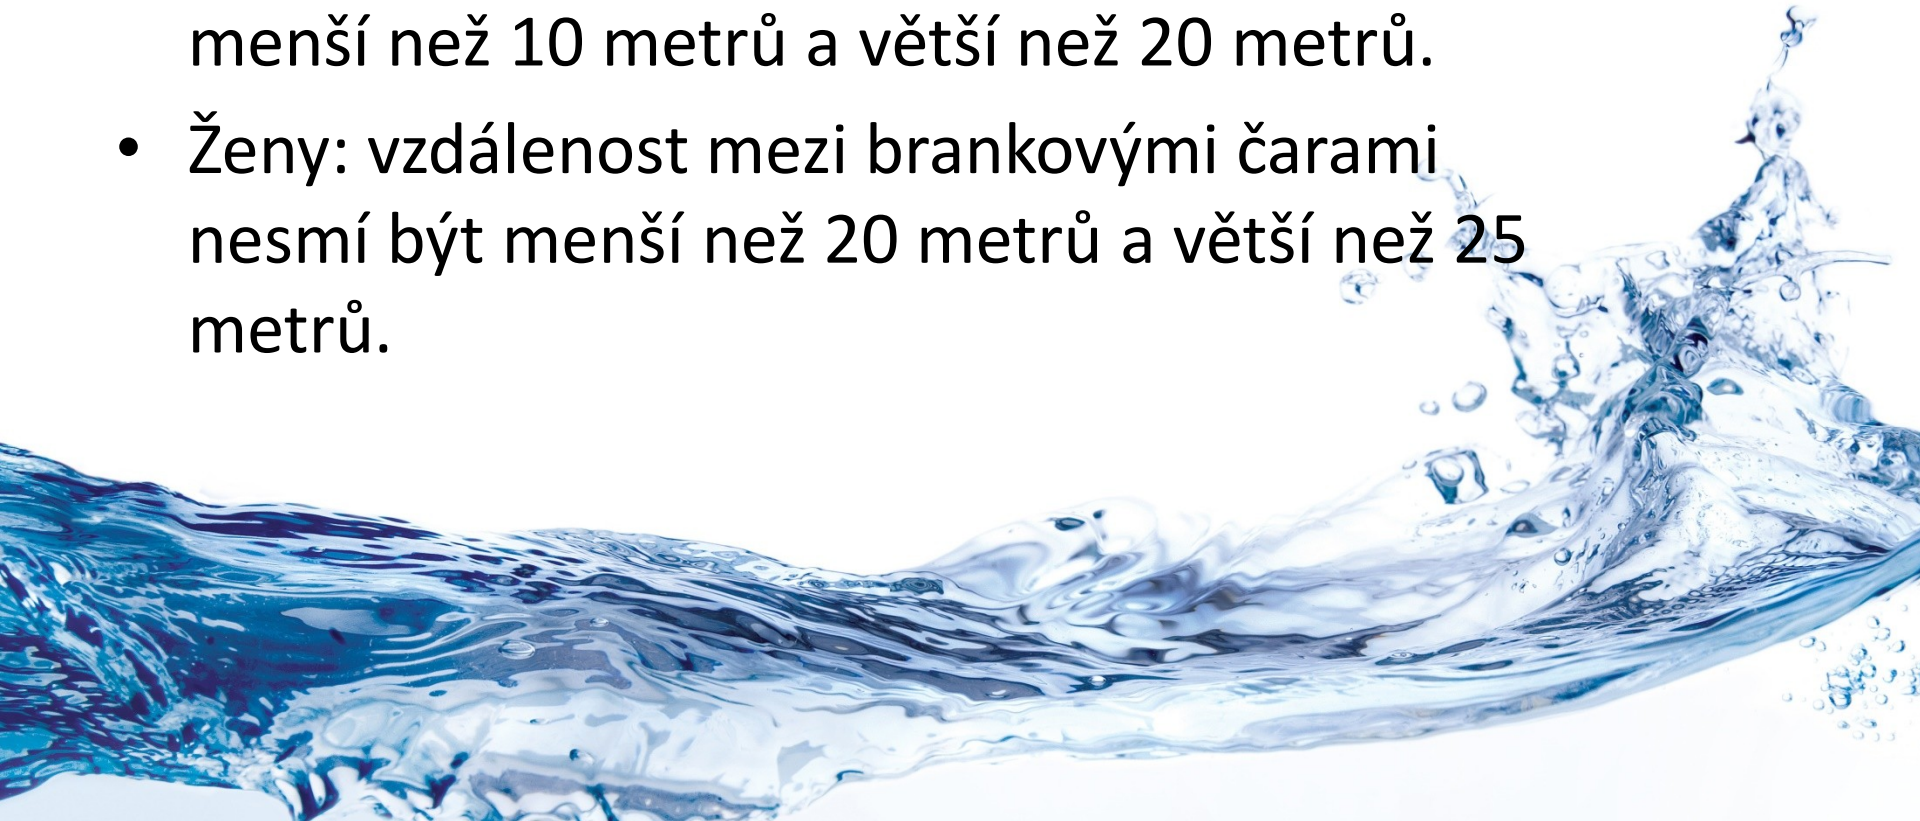 menší než 10 metrů a větší než 20 metrů.
• Ženy: vzdálenost mezi brankovými čarami
nesmí být menší než 20 metrů a větší než 25
metrů.